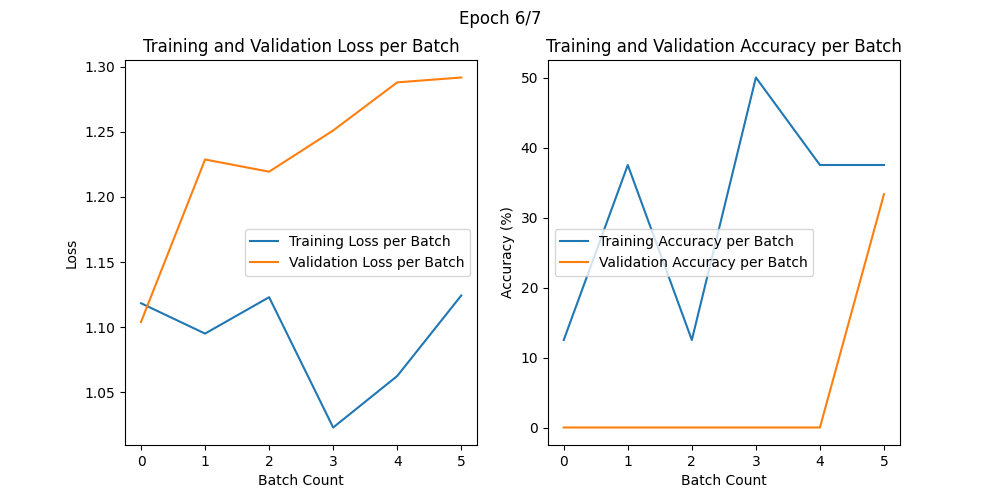 Epoch 6/7
Training and Validation Loss per Batch
1.30
1.25
1.20
1.15
1.10
1.05
Loss
Training Loss per Batch
Validation Loss per Batch
0 1 2 3 4 5
Batch Count
Training and Validation Accuracy per Batch
50
40
30
20
10
0
Accuracy (%)
Training Accuracy per Batch
Validation Accuracy per Batch
0 1 2 3 4 5
Batch Count